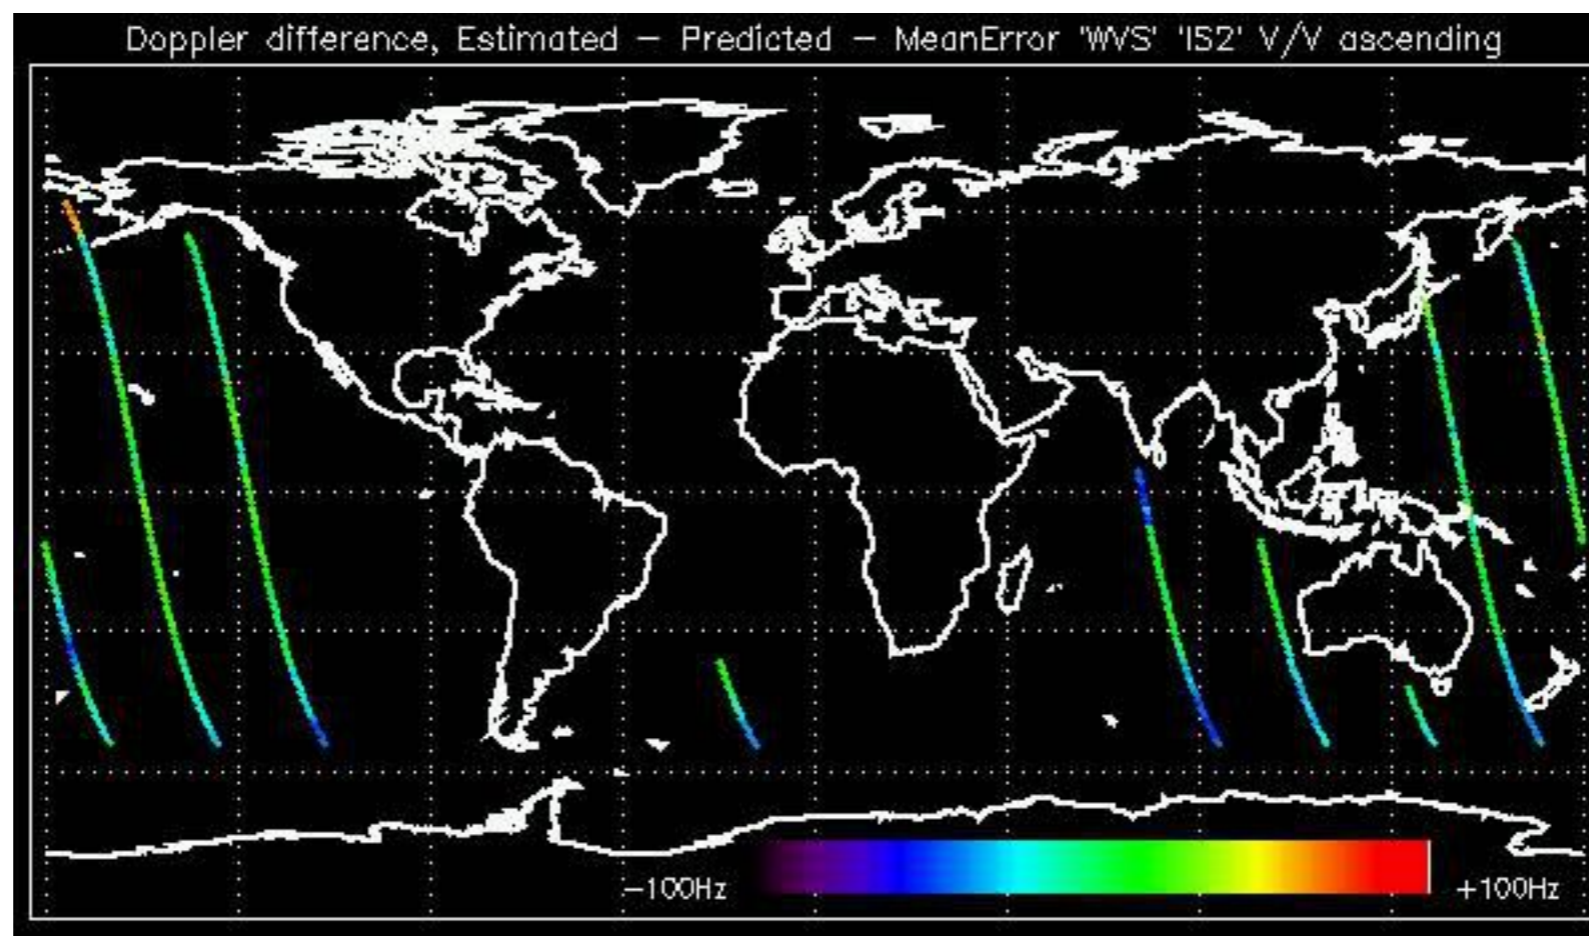 Doppler difference, Estimated — Predicted — MeanError 'WVS' 'IS2' V/V ascending
—100Hz
+100Hz